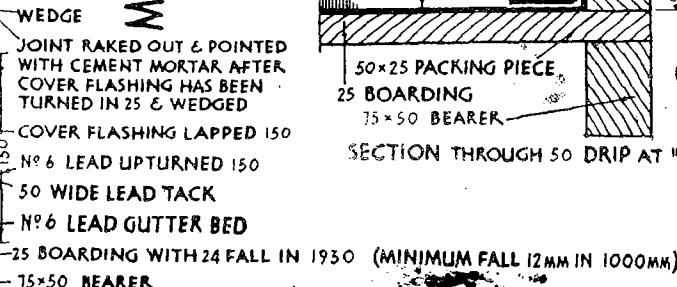 WEDGE
JOINT RAKED OUT & POINTED
WITH CEMENT MORTAR AFTER
COVER FLASHING HAS BEEN
TURNED IN 25 & WEDGED
COVER FLASHING LAPPED 150
150
Nº 6 LEAD UPTURNED 150
50 WIDE LEAD TACK
Nº 6 LEAD GUTTER BED
25 BOARDING WITH 24 FALL IN 1930 (MINIMUM FALL 12MM IN 1000MM)
75×50 BEARER
50×25 PACKING PIECE
25 BOARDING
75×50 BEARER
SECTION THROUGH 50 DRIP AT